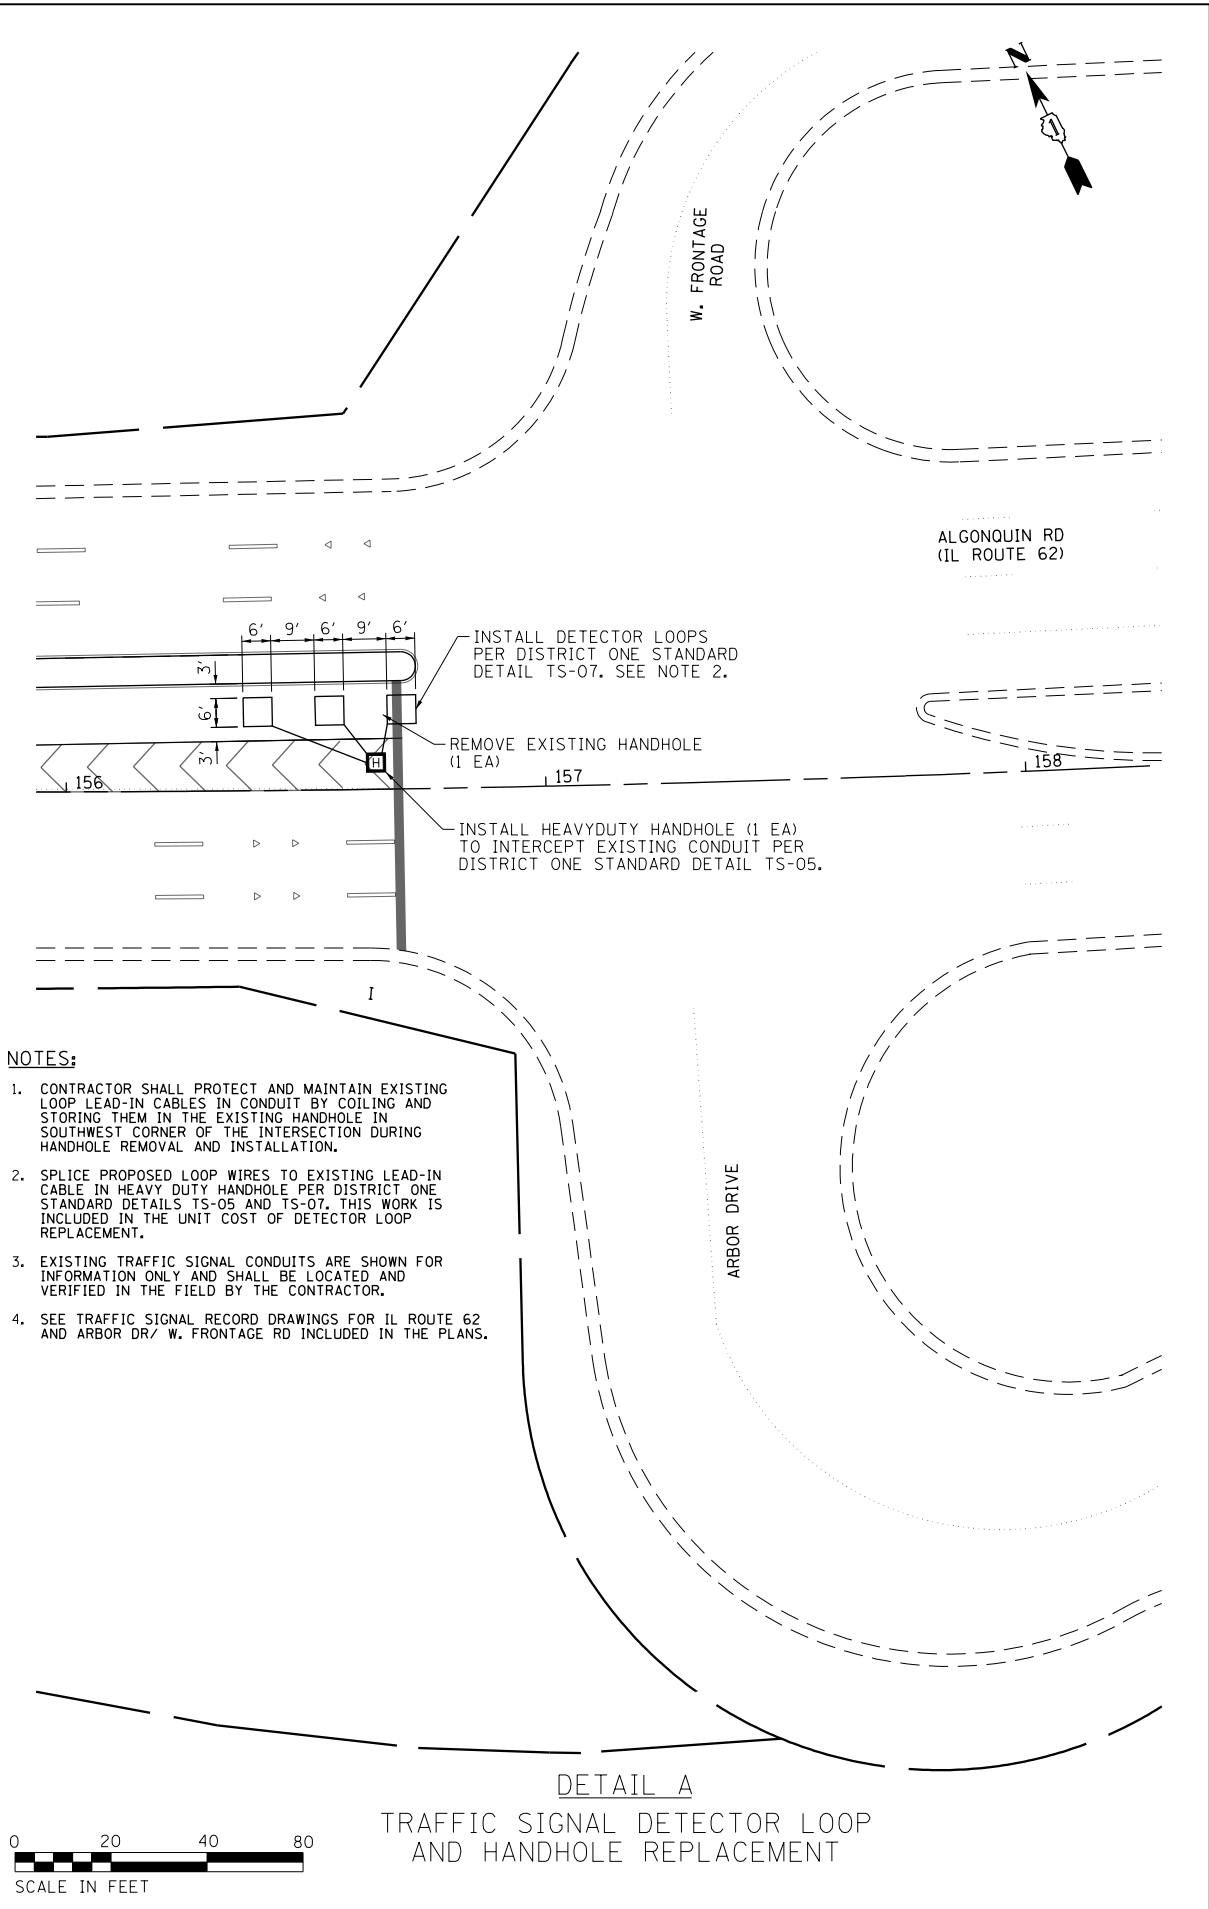 N
1
W. FRONTAGE
ROAD
ALGONQUIN RD
(IL ROUTE 62)
6' 9' 6' 9' 6'
3'
6'
3'
INSTALL DETECTOR LOOPS
PER DISTRICT ONE STANDARD
DETAIL TS-07. SEE NOTE 2.
REMOVE EXISTING HANDHOLE
(1 EA)
H
156
157
158
INSTALL HEAVYDUTY HANDHOLE (1 EA)
TO INTERCEPT EXISTING CONDUIT PER
DISTRICT ONE STANDARD DETAIL TS-05.
I
NOTES:
1. CONTRACTOR SHALL PROTECT AND MAINTAIN EXISTING
LOOP LEAD-IN CABLES IN CONDUIT BY COILING AND
STORING THEM IN THE EXISTING HANDHOLE IN
SOUTHWEST CORNER OF THE INTERSECTION DURING
HANDHOLE REMOVAL AND INSTALLATION.
2. SPLICE PROPOSED LOOP WIRES TO EXISTING LEAD-IN
CABLE IN HEAVY DUTY HANDHOLE PER DISTRICT ONE
STANDARD DETAILS TS-05 AND TS-07. THIS WORK IS
INCLUDED IN THE UNIT COST OF DETECTOR LOOP
REPLACEMENT.
3. EXISTING TRAFFIC SIGNAL CONDUITS ARE SHOWN FOR
INFORMATION ONLY AND SHALL BE LOCATED AND
VERIFIED IN THE FIELD BY THE CONTRACTOR.
4. SEE TRAFFIC SIGNAL RECORD DRAWINGS FOR IL ROUTE 62
AND ARBOR DR/ W. FRONTAGE RD INCLUDED IN THE PLANS.
ARBOR DRIVE
DETAIL A
TRAFFIC SIGNAL DETECTOR LOOP
AND HANDHOLE REPLACEMENT
0 20 40 80
SCALE IN FEET